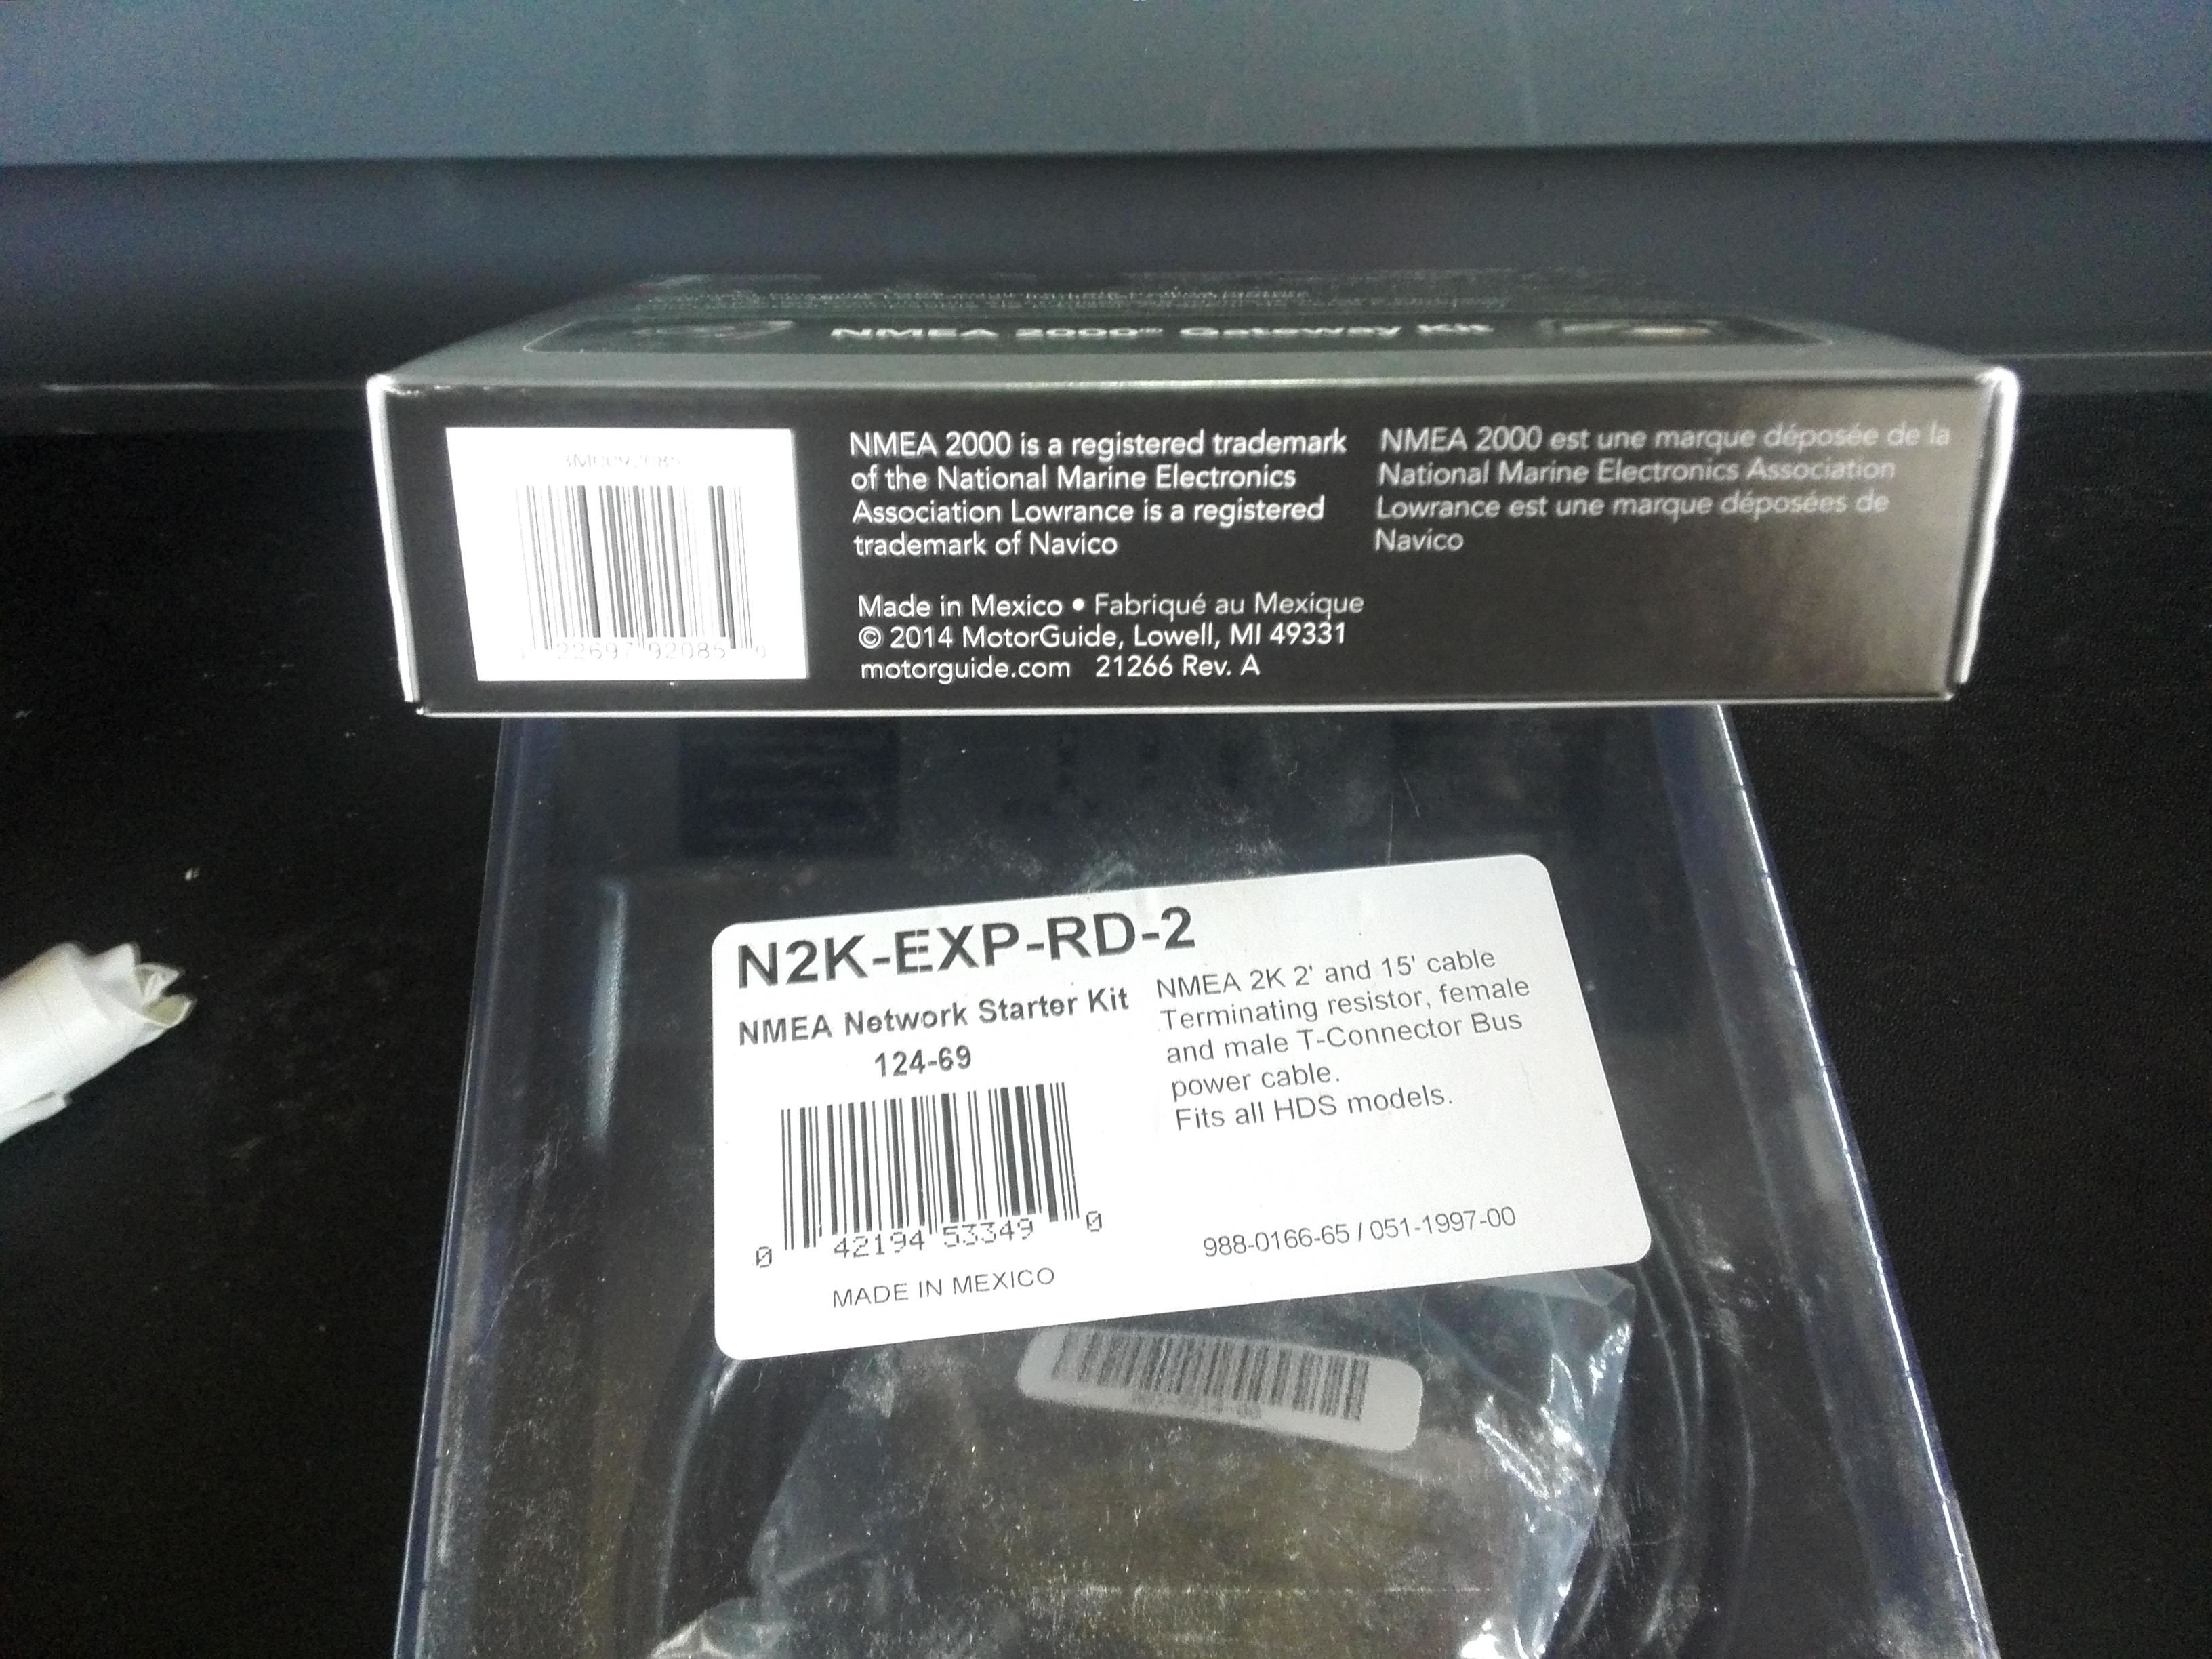 NMEA 2000® Gateway Kit
NMEA 2000 is a registered trademark
of the National Marine Electronics
Association Lowrance is a registered
trademark of Navico
NMEA 2000 est une marque déposée de la
National Marine Electronics Association
Lowrance est une marque déposées de
Navico
Made in Mexico • Fabriqué au Mexique
© 2014 MotorGuide, Lowell, MI 49331
motorguide.com 21266 Rev. A
22697 92085 0
N2K-EXP-RD-2
NMEA Network Starter Kit
124-69
0 42194 53349 0
MADE IN MEXICO
NMEA 2K 2' and 15' cable
Terminating resistor, female
and male T-Connector Bus
power cable.
Fits all HDS models.
988-0166-65 / 051-1997-00